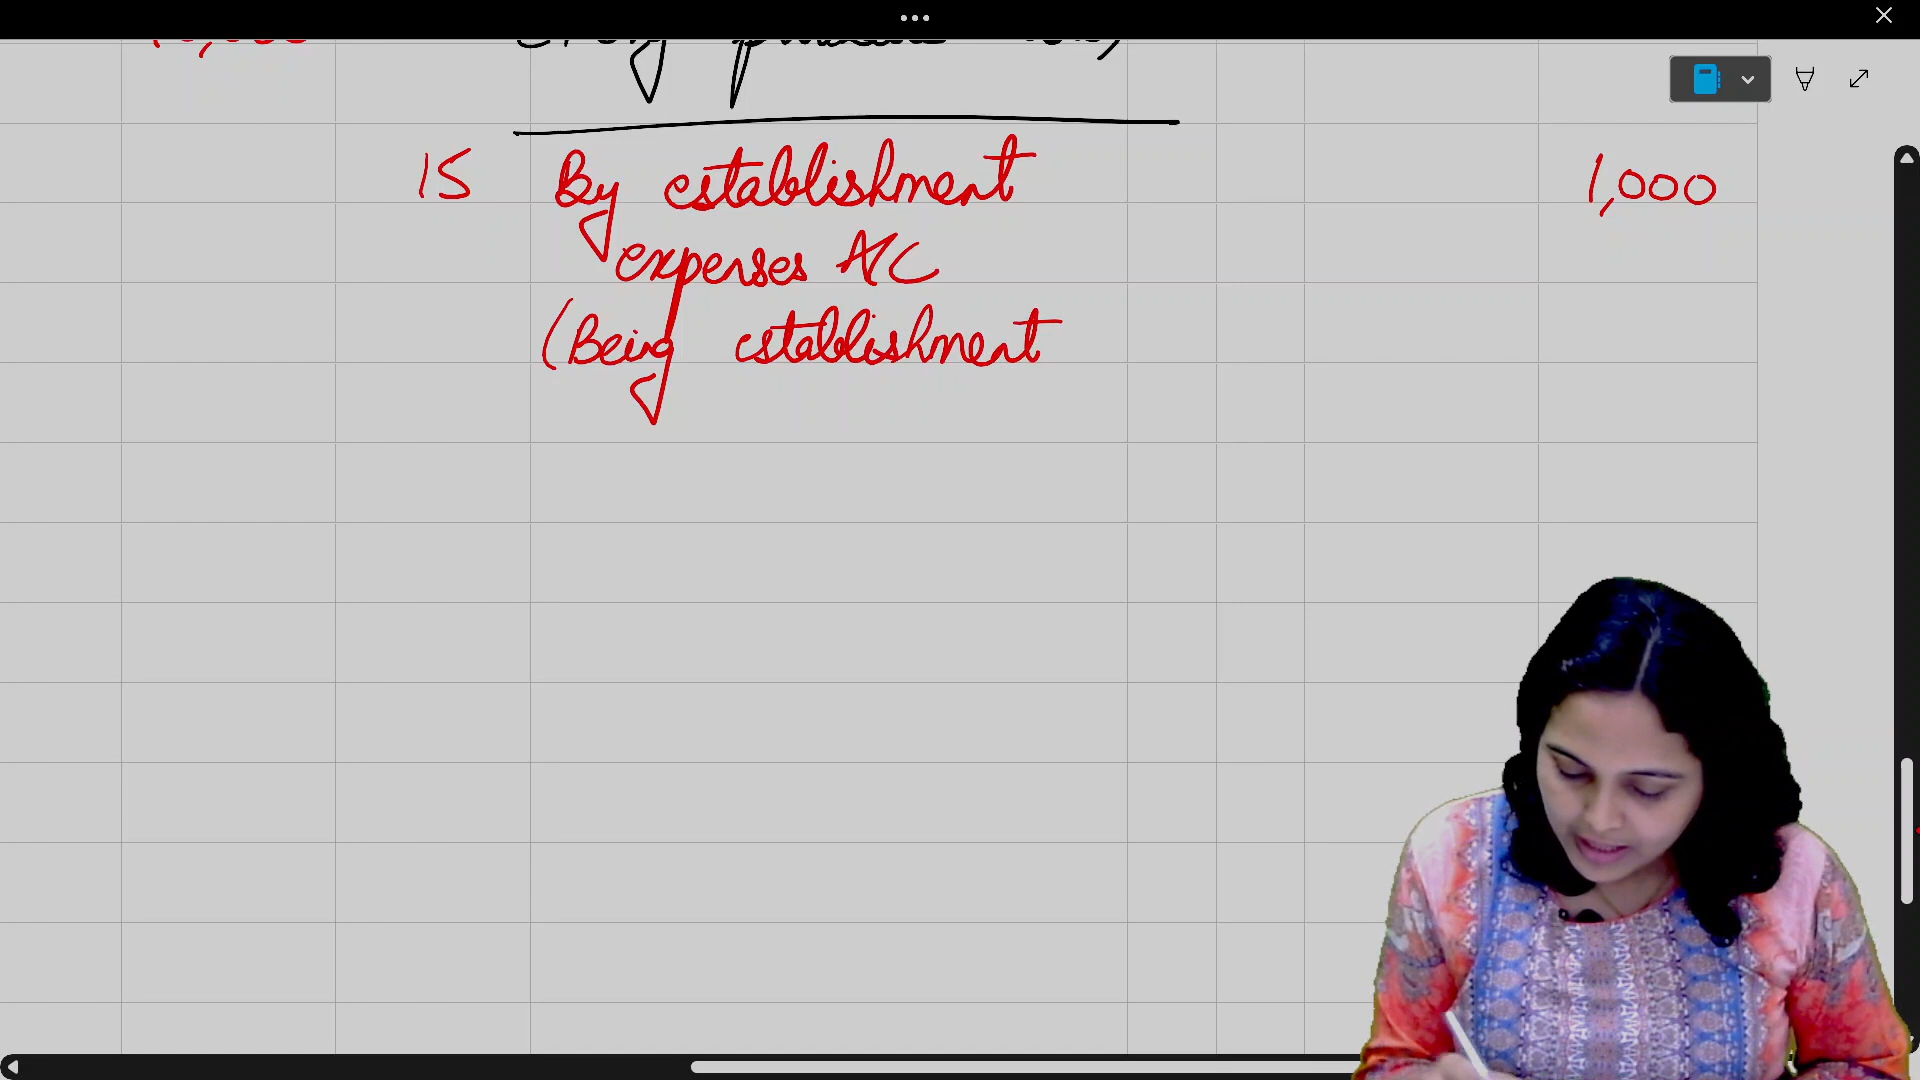 15 By establishment 1,000
expenses A/C
(Being establishment